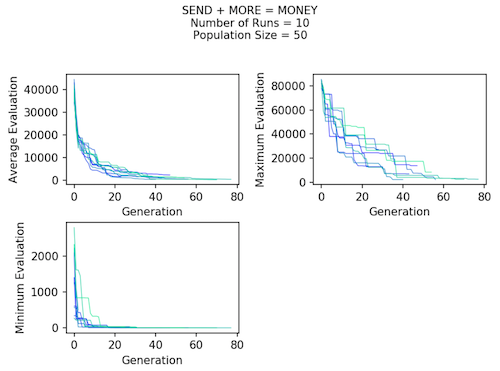 SEND + MORE = MONEY
Number of Runs = 10
Population Size = 50
Average Evaluation
40000
30000
20000
10000
0
0 20 40 60 80
Generation
Maximum Evaluation
80000
60000
40000
20000
0
0 20 40 60 80
Generation
Minimum Evaluation
2000
1000
0
0 20 40 60 80
Generation